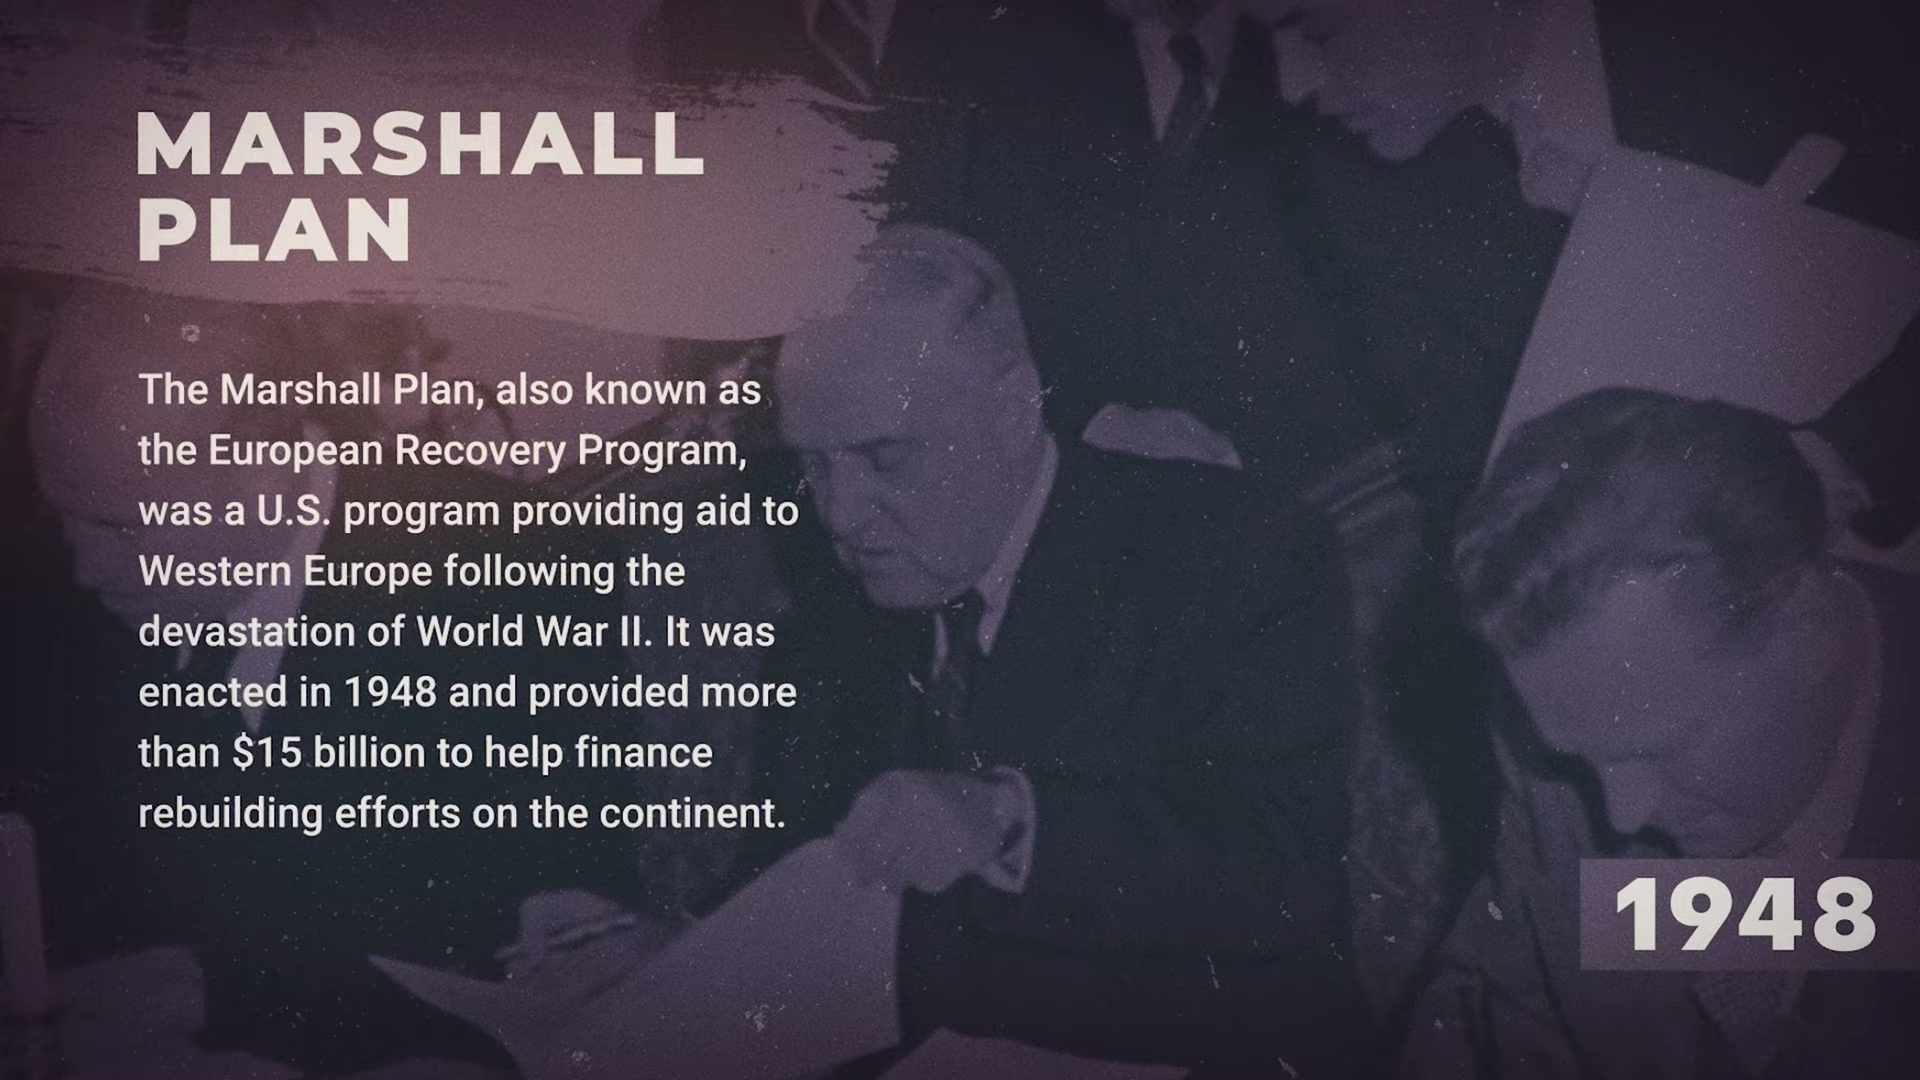 MARSHALL
PLAN
The Marshall Plan, also known as
the European Recovery Program,
was a U.S. program providing aid to
Western Europe following the
devastation of World War II. It was
enacted in 1948 and provided more
than $15 billion to help finance
rebuilding efforts on the continent.
1948